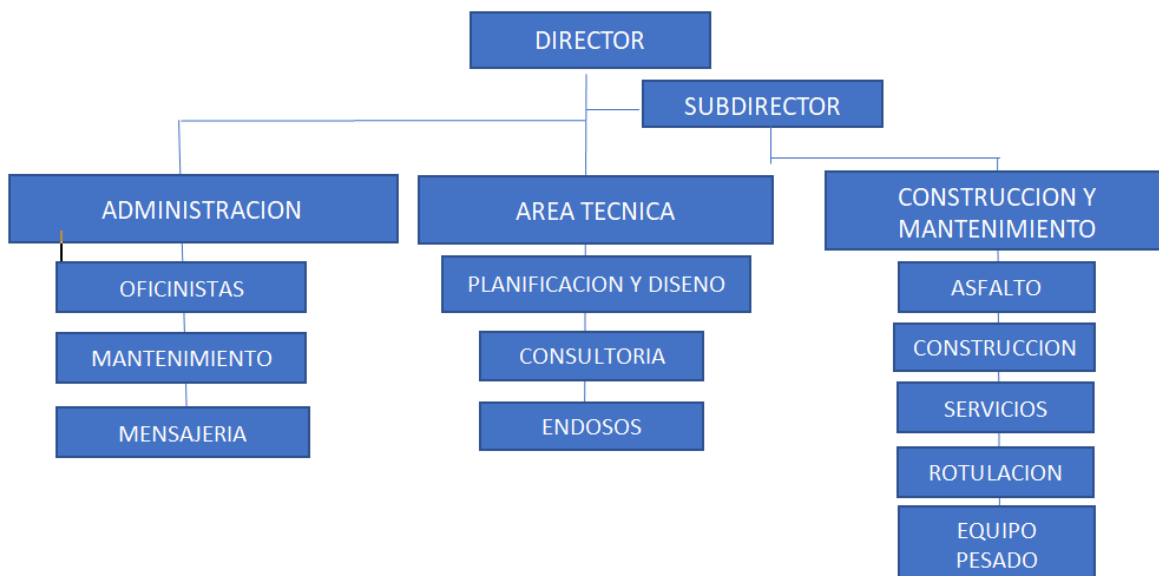 DIRECTOR
SUBDIRECTOR
ADMINISTRACION
OFICINISTAS
MANTENIMIENTO
MENSAJERIA
AREA TECNICA
PLANIFICACION Y DISENO
CONSULTORIA
ENDOSOS
CONSTRUCCION Y
MANTENIMIENTO
ASFALTO
CONSTRUCCION
SERVICIOS
ROTULACION
EQUIPO
PESADO